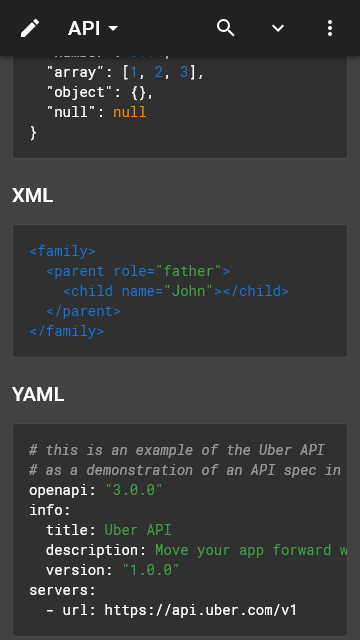 API
"array": [1, 2, 3],
"object": {},
"null": null
}
XML
<family>
  <parent role="father">
    <child name="John"></child>
  </parent>
</family>
YAML
# this is an example of the Uber API
# as a demonstration of an API spec in
openapi: "3.0.0"
info:
  title: Uber API
  description: Move your app forward
  version: "1.0.0"
servers:
  - url: https://api.uber.com/v1